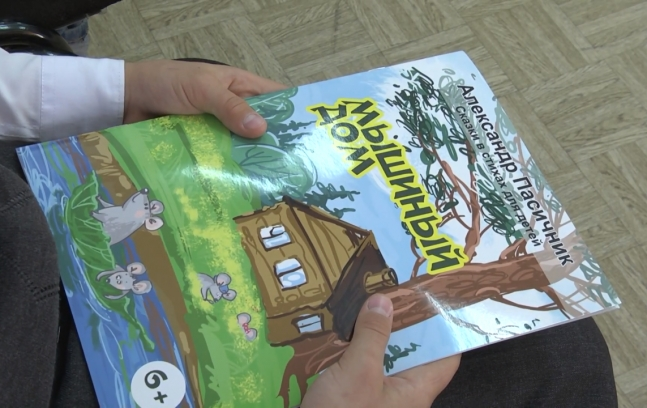 Александр Пасичник
Сказки в стихах для детей
МЫШИНЫЙ
ДОМ
6+